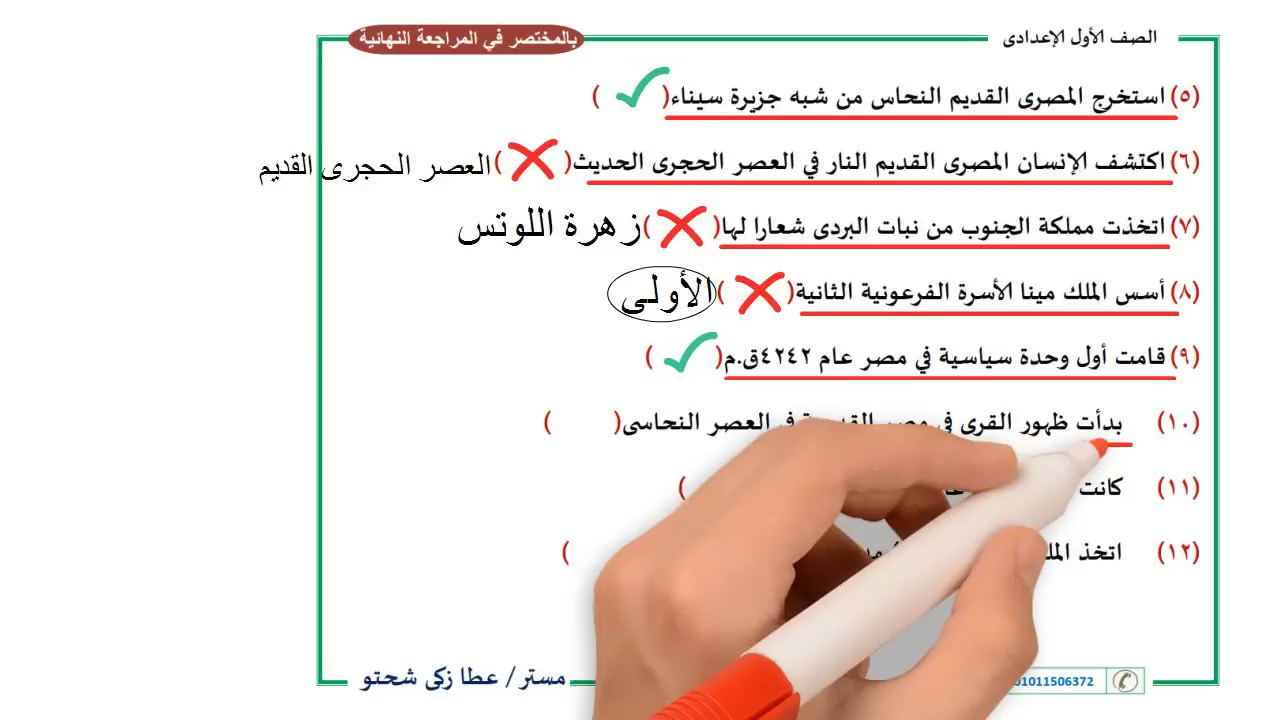 الصف الأول الإعدادى
بالمختصر في المراجعة النهائية
(٥) استخرج المصرى القديم النحاس من شبه جزيرة سيناء( )
(٦) اكتشف الإنسان المصرى القديم النار في العصر الحجرى الحديث( ) العصر الحجرى القديم
(٧) اتخذت مملكة الجنوب من نبات البردى شعارا لها( ) زهرة اللوتس
(٨) أسس الملك مينا الأسرة الفرعونية الثانية( ) الأولى
(٩) قامت أول وحدة سياسية في مصر عام ٤٢٤٢ق.م( )
(١٠) بدأت ظهور القرى في مصر العصر النحاسى( )
(١١) كانت )
(١٢) اتخذ )
01011506372
مستر/ عطا زكى شحتو